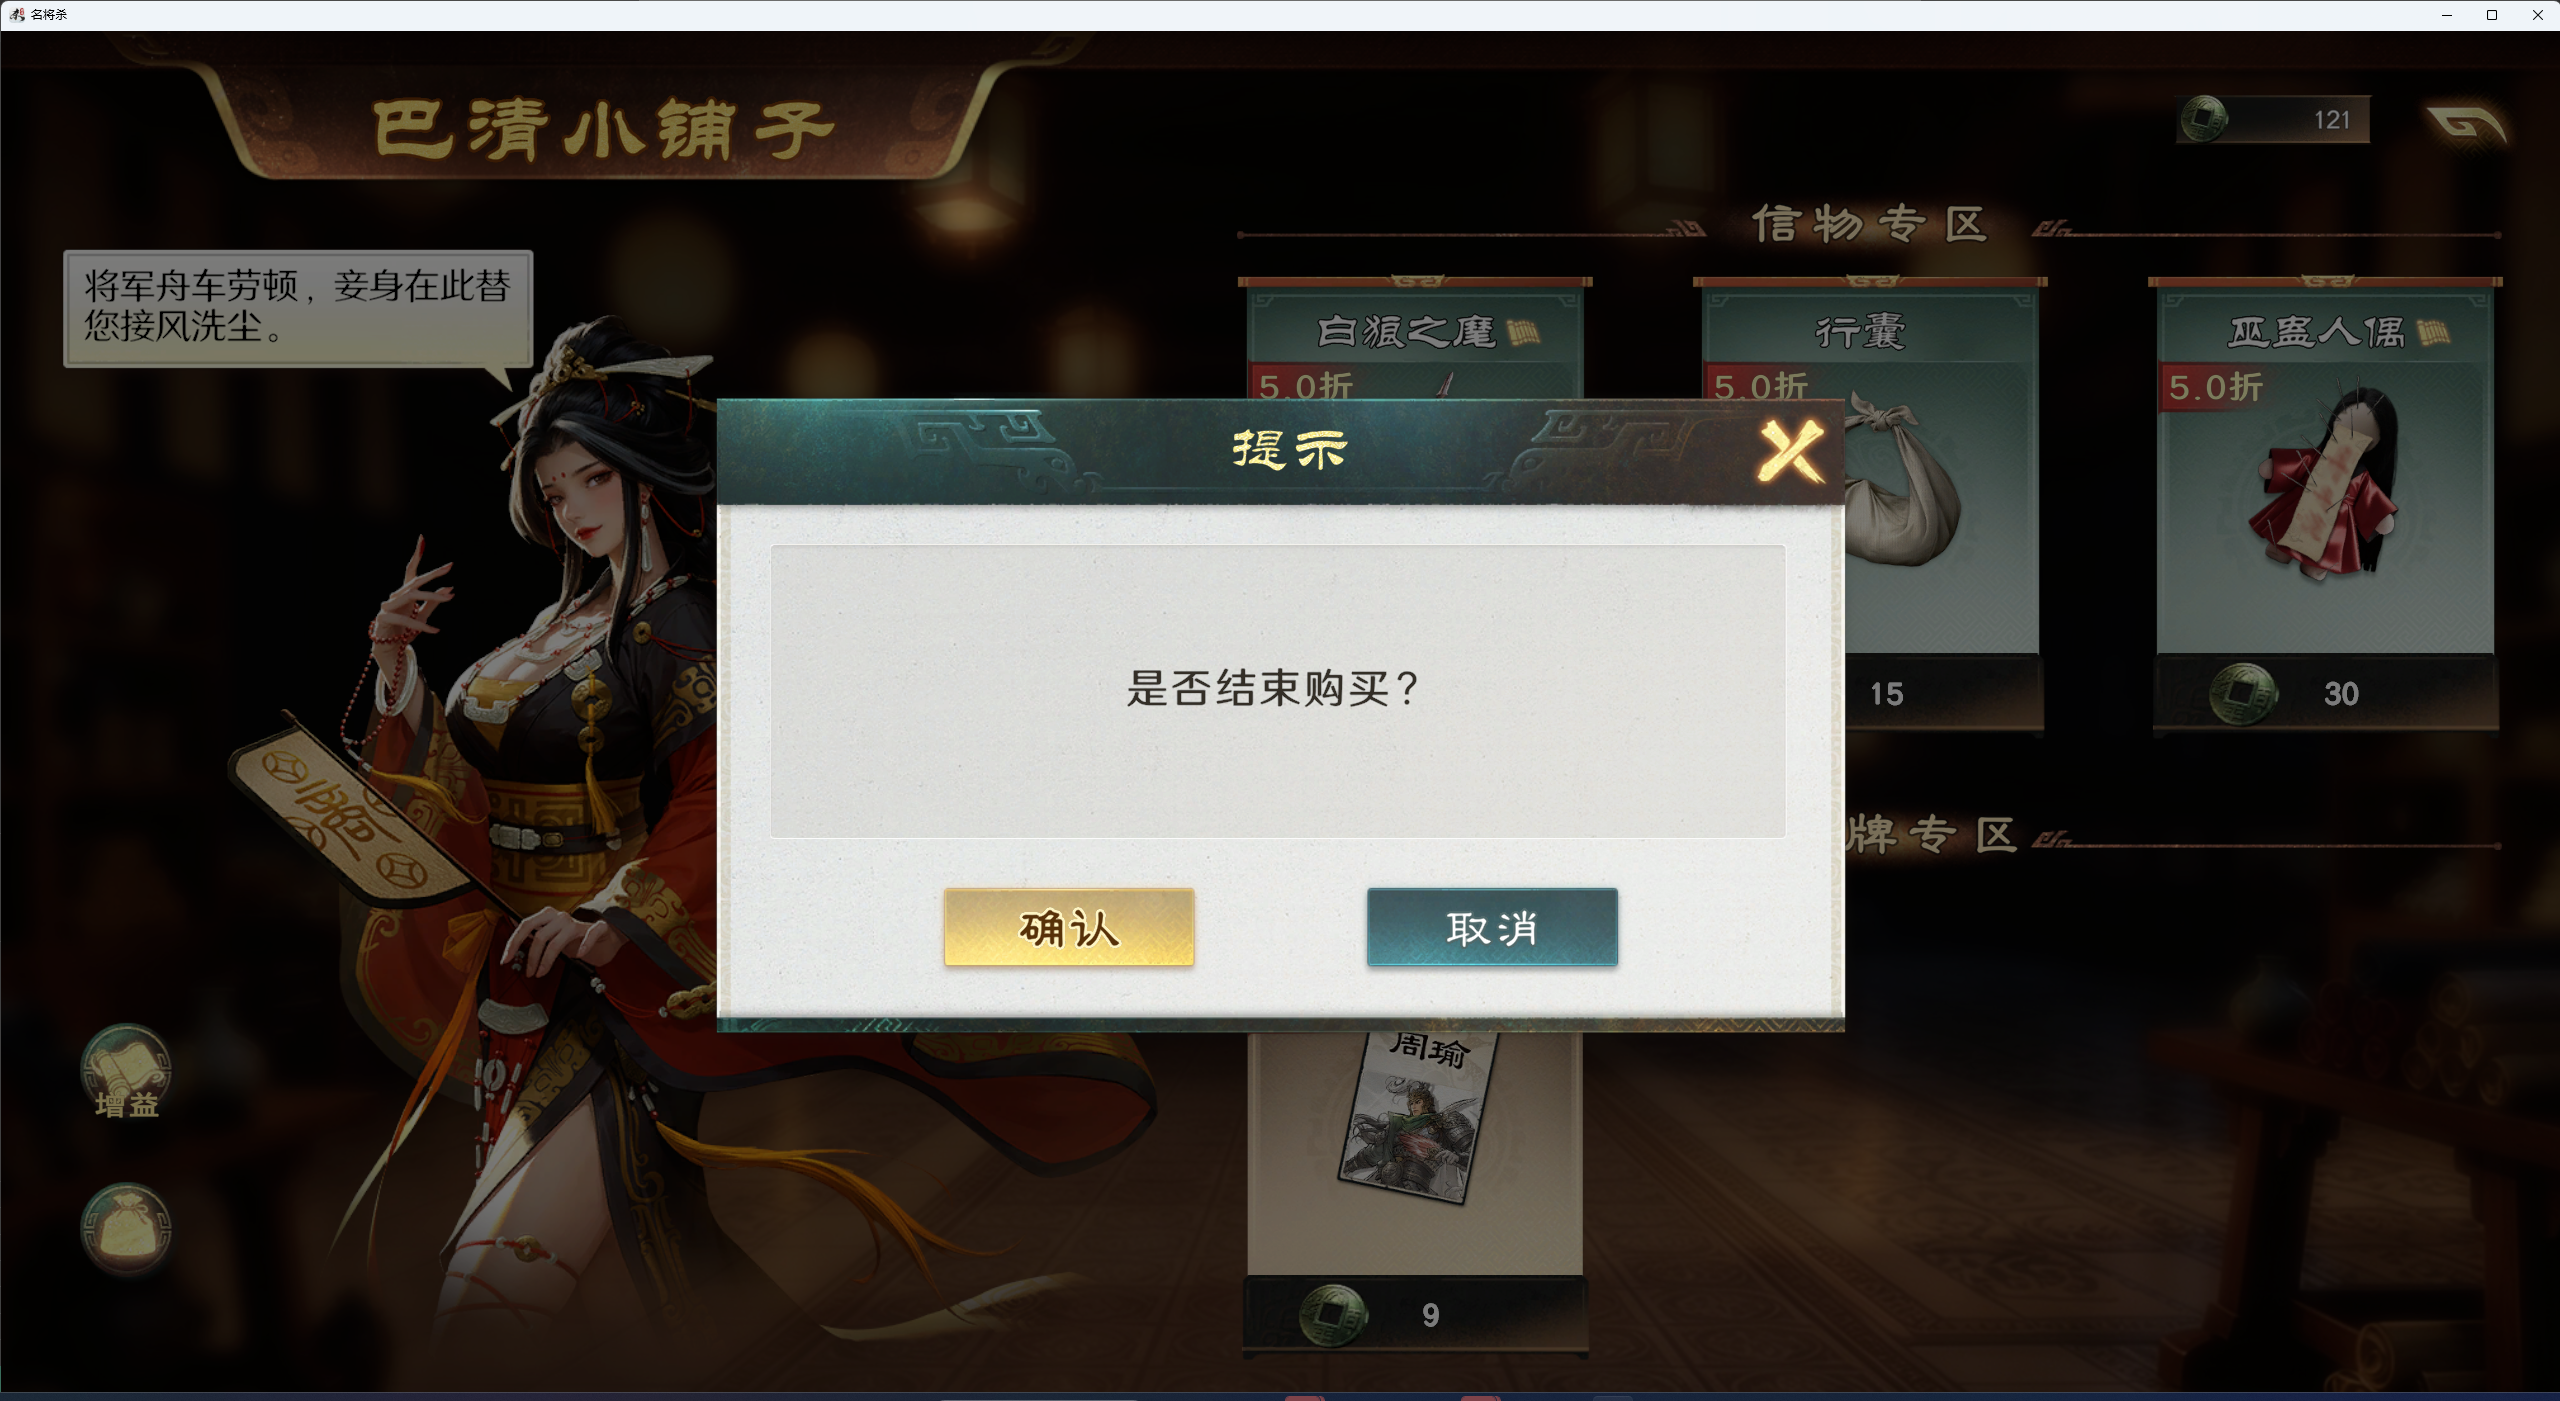 名将杀
巴清小铺子
121
将军舟车劳顿，妾身在此替
您接风洗尘。
信物专区
白狼之麾
行囊
巫蛊人偶
5.0折
5.0折
5.0折
提示
是否结束购买？
15
30
牌专区
确认
取消
周瑜
增益
9